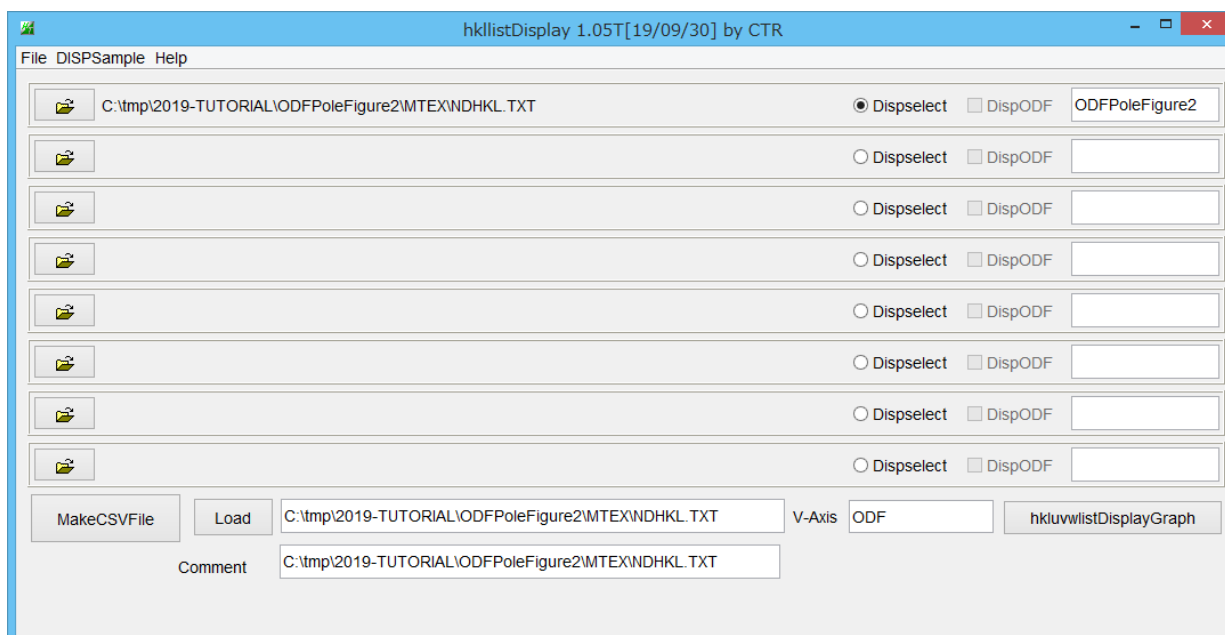 hkllistDisplay 1.05T[19/09/30] by CTR
File DISPSample Help
C:\tmp\2019-TUTORIAL\ODFPoleFigure2\MTEX\NDHKL.TXT Dispselect DispODF ODFPoleFigure2
Dispselect DispODF
Dispselect DispODF
Dispselect DispODF
Dispselect DispODF
Dispselect DispODF
Dispselect DispODF
Dispselect DispODF
MakeCSVFile Load C:\tmp\2019-TUTORIAL\ODFPoleFigure2\MTEX\NDHKL.TXT V-Axis ODF hkluvwlistDisplayGraph
Comment C:\tmp\2019-TUTORIAL\ODFPoleFigure2\MTEX\NDHKL.TXT